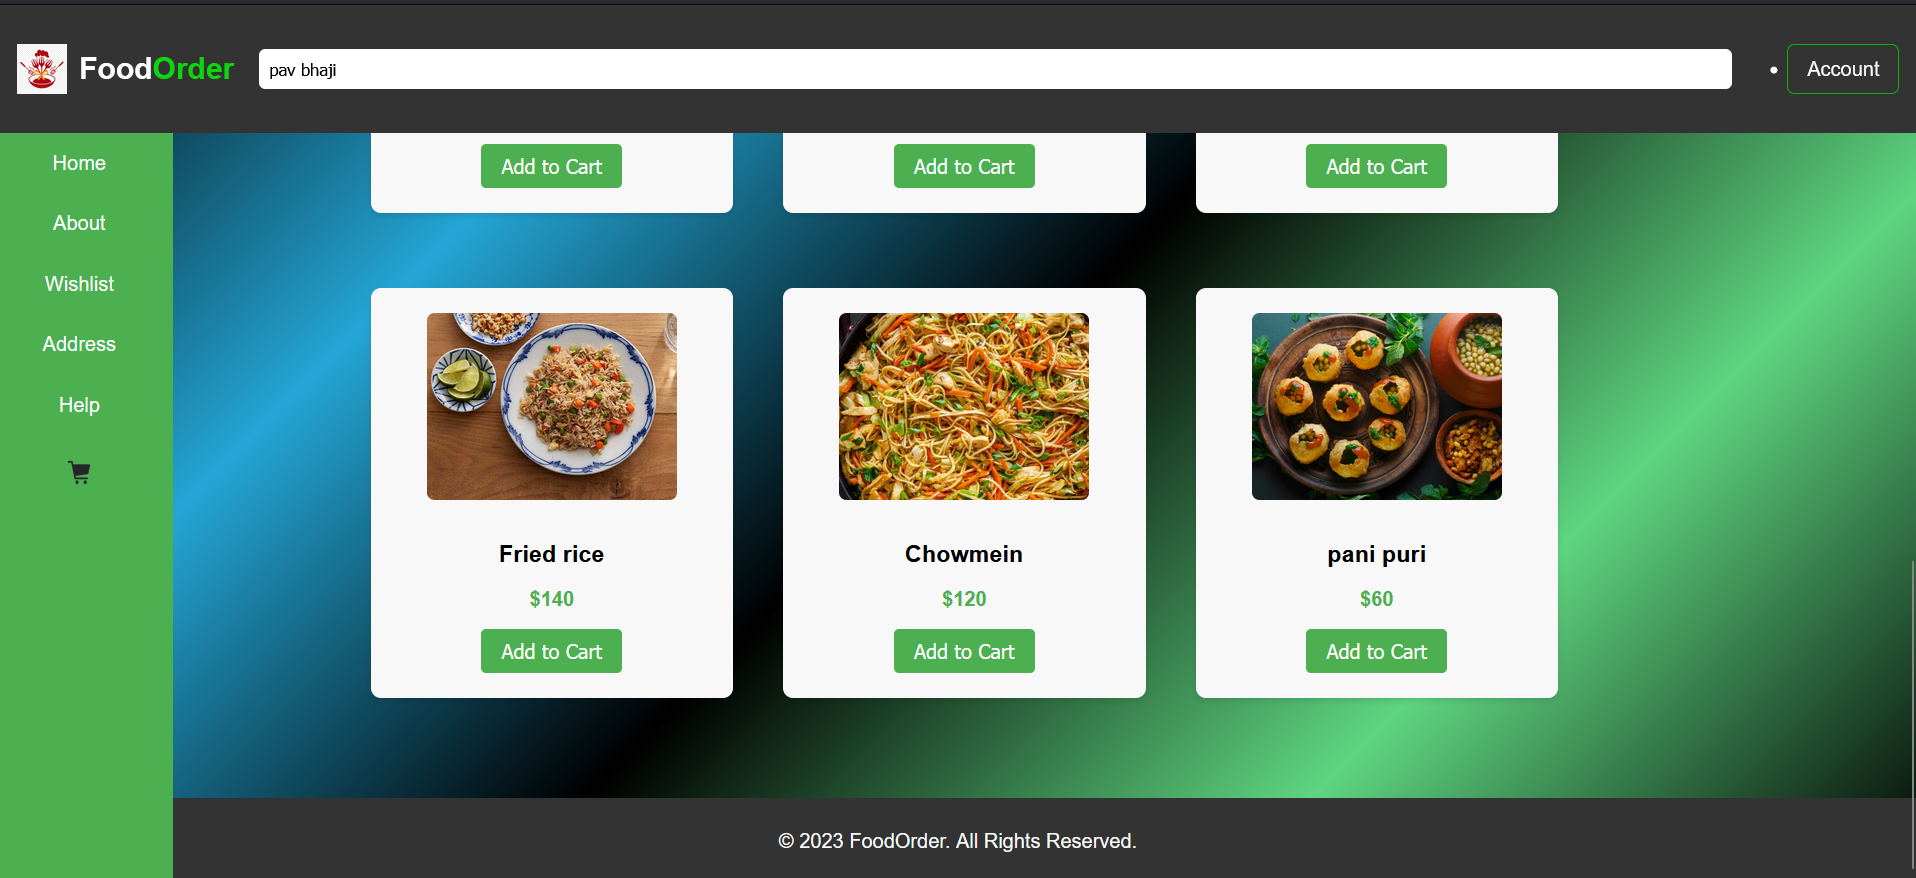 FoodOrder
pav bhaji
Account
Home
About
Wishlist
Address
Help
Add to Cart
Add to Cart
Add to Cart
Fried rice
$140
Add to Cart
Chowmein
$120
Add to Cart
pani puri
$60
Add to Cart
© 2023 FoodOrder. All Rights Reserved.